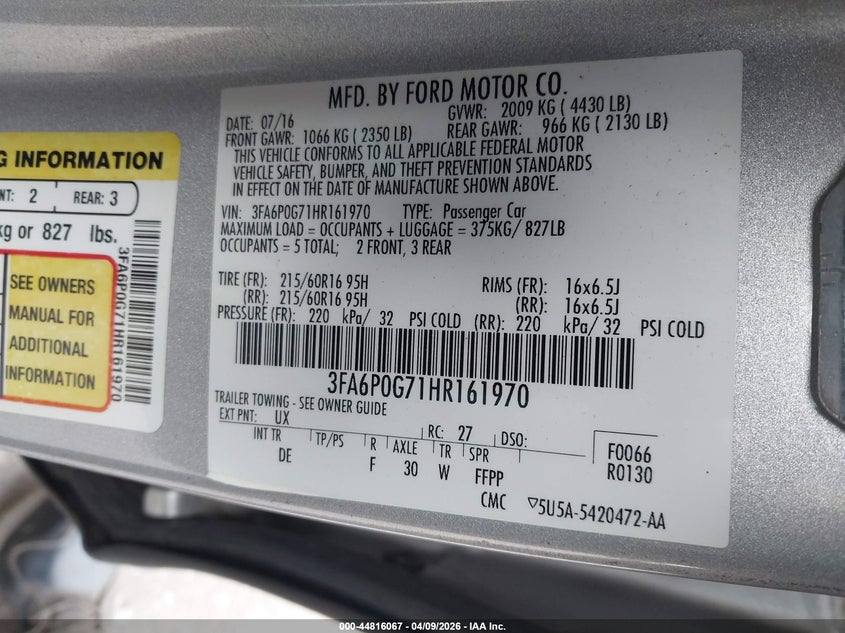 MFD. BY FORD MOTOR CO.
DATE: 07/16 GVWR: 2009 KG ( 4430 LB)
FRONT GAWR: 1066 KG ( 2350 LB) REAR GAWR: 966 KG ( 2130 LB)
THIS VEHICLE CONFORMS TO ALL APPLICABLE FEDERAL MOTOR
VEHICLE SAFETY, BUMPER, AND THEFT PREVENTION STANDARDS
IN EFFECT ON THE DATE OF MANUFACTURE SHOWN ABOVE.
VIN: 3FA6P0G71HR161970 TYPE: Passenger Car
MAXIMUM LOAD = OCCUPANTS + LUGGAGE = 375KG/ 827LB
OCCUPANTS = 5 TOTAL; 2 FRONT, 3 REAR
TIRE (FR): 215/60R16 95H RIMS (FR): 16x6.5J
(RR): 215/60R16 95H (RR): 16x6.5J
PRESSURE (FR): 220 kPa/ 32 PSI COLD (RR): 220 kPa/ 32 PSI COLD
3FA6P0G71HR161970
TRAILER TOWING - SEE OWNER GUIDE
EXT PNT: UX RC: 27 DSO:
INT TR TP/PS R AXLE TR SPR
DE F 30 W FFPP
CMC
F0066
R0130
▽5U5A-5420472-AA
G INFORMATION
NT: 2 REAR: 3
kg or 827 lbs.
SEE OWNERS
MANUAL FOR
ADDITIONAL
INFORMATION
3FA6P0G71HR161970
000-44816067 04/09/2026 - IAA Inc.